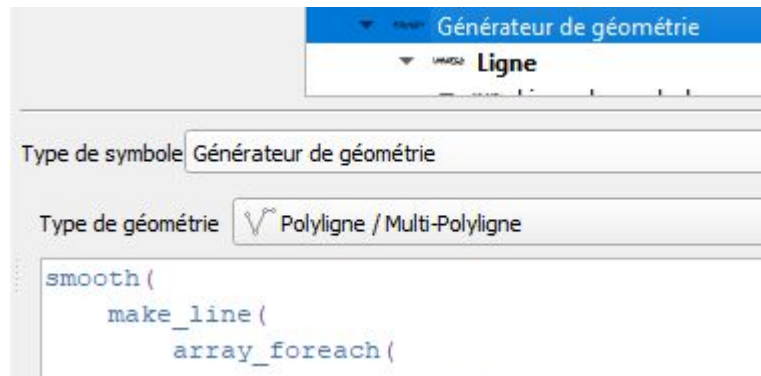 Générateur de géométrie
Ligne
Type de symbole Générateur de géométrie
Type de géométrie Polyligne / Multi-Polyligne
smooth(
make_line(
array_foreach(